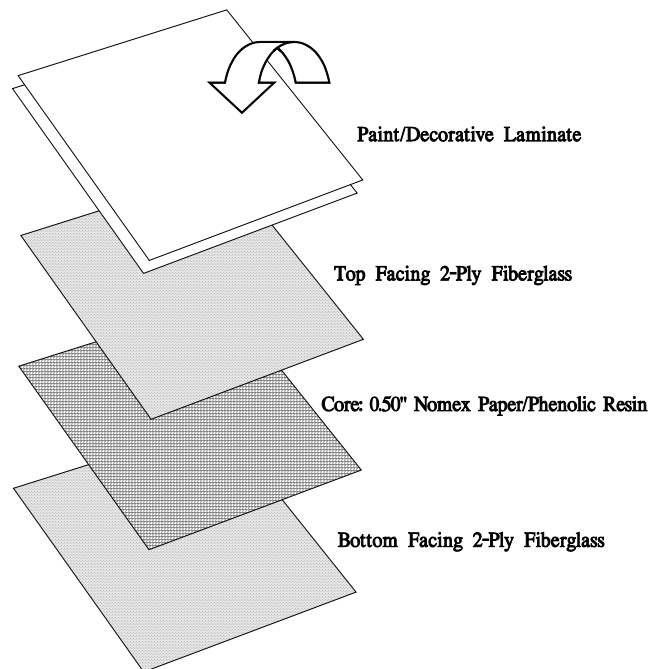 Paint/Decorative Laminate
Top Facing 2-Ply Fiberglass
Core: 0.50" Nomex Paper/Phenolic Resin
Bottom Facing 2-Ply Fiberglass